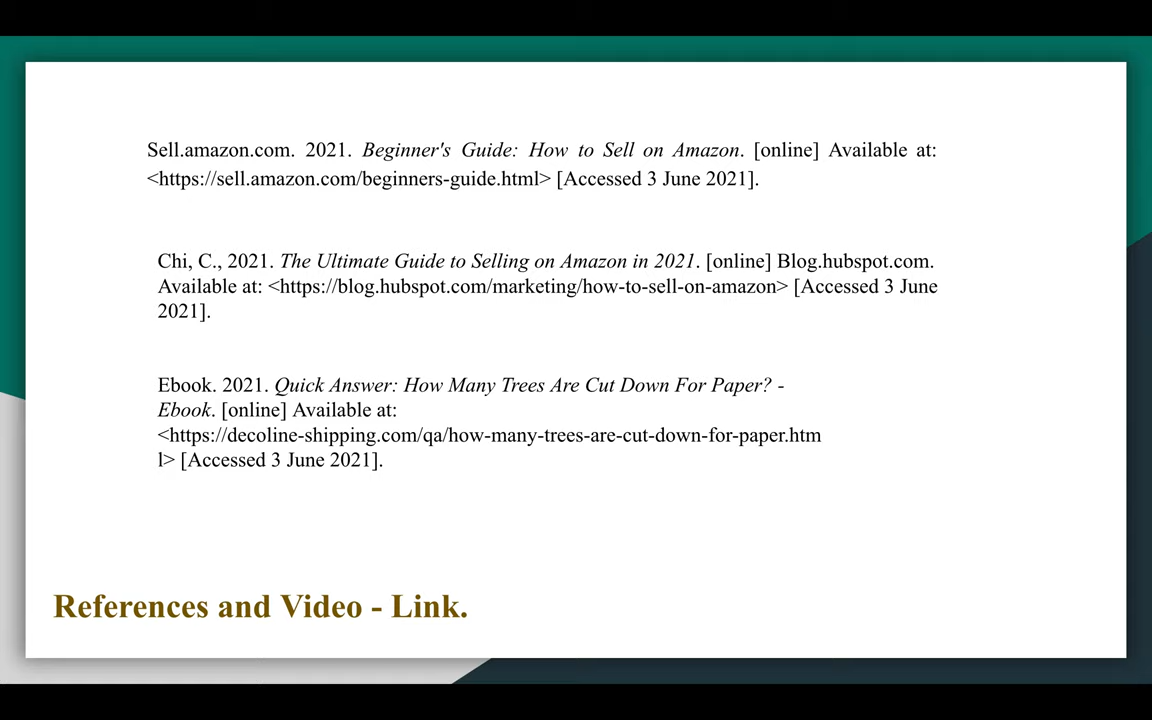 Sell.amazon.com. 2021. Beginner's Guide: How to Sell on Amazon. [online] Available at:
<https://sell.amazon.com/beginners-guide.html> [Accessed 3 June 2021].
Chi, C., 2021. The Ultimate Guide to Selling on Amazon in 2021. [online] Blog.hubspot.com.
Available at: <https://blog.hubspot.com/marketing/how-to-sell-on-amazon> [Accessed 3 June
2021].
Ebook. 2021. Quick Answer: How Many Trees Are Cut Down For Paper? -
Ebook. [online] Available at:
<https://decoline-shipping.com/qa/how-many-trees-are-cut-down-for-paper.htm
l> [Accessed 3 June 2021].
References and Video - Link.